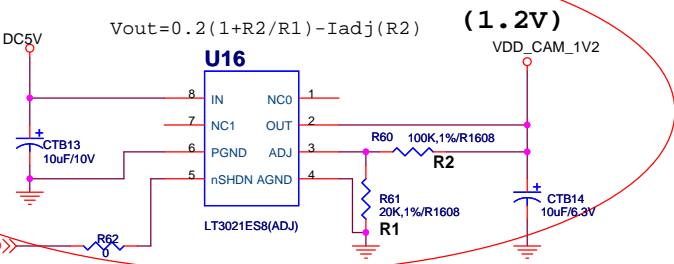 Vout=0.2(1+R2/R1)-Iadj(R2)
(1.2V)
DC5V
VDD_CAM_1V2
U16
8 IN NC0 1
7 NC1 OUT 2
6 PGND ADJ 3
5 nSHDN AGND 4
LT3021ES8(ADJ)
CTB13
10uF/10V
R60 100K,1%/R1608
R2
R61
20K,1%/R1608
R1
CTB14
10uF/6.3V
R62
0